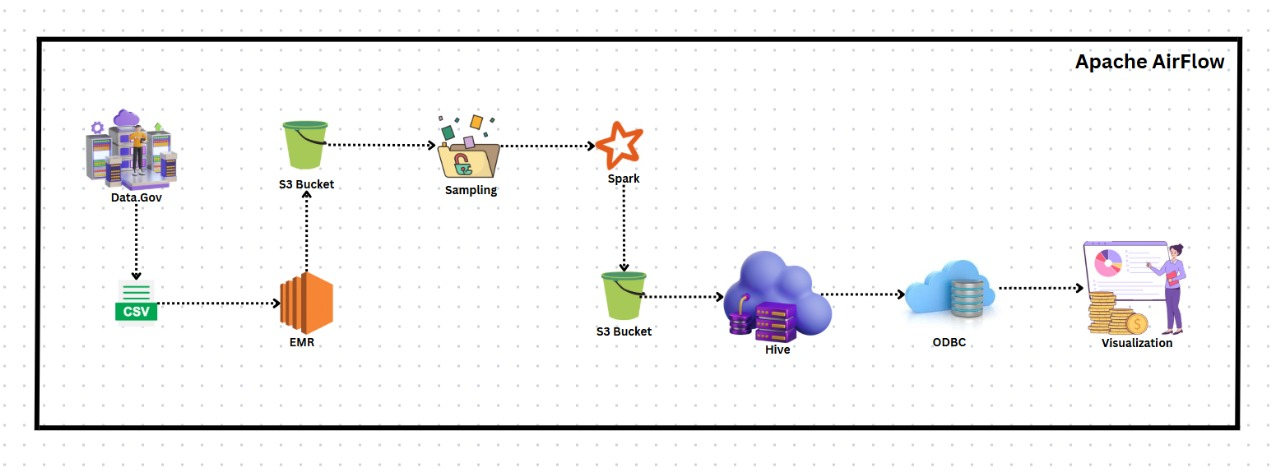 Apache AirFlow
Data.Gov
S3 Bucket
Sampling
Spark
CSV
EMR
S3 Bucket
Hive
ODBC
Visualization
$